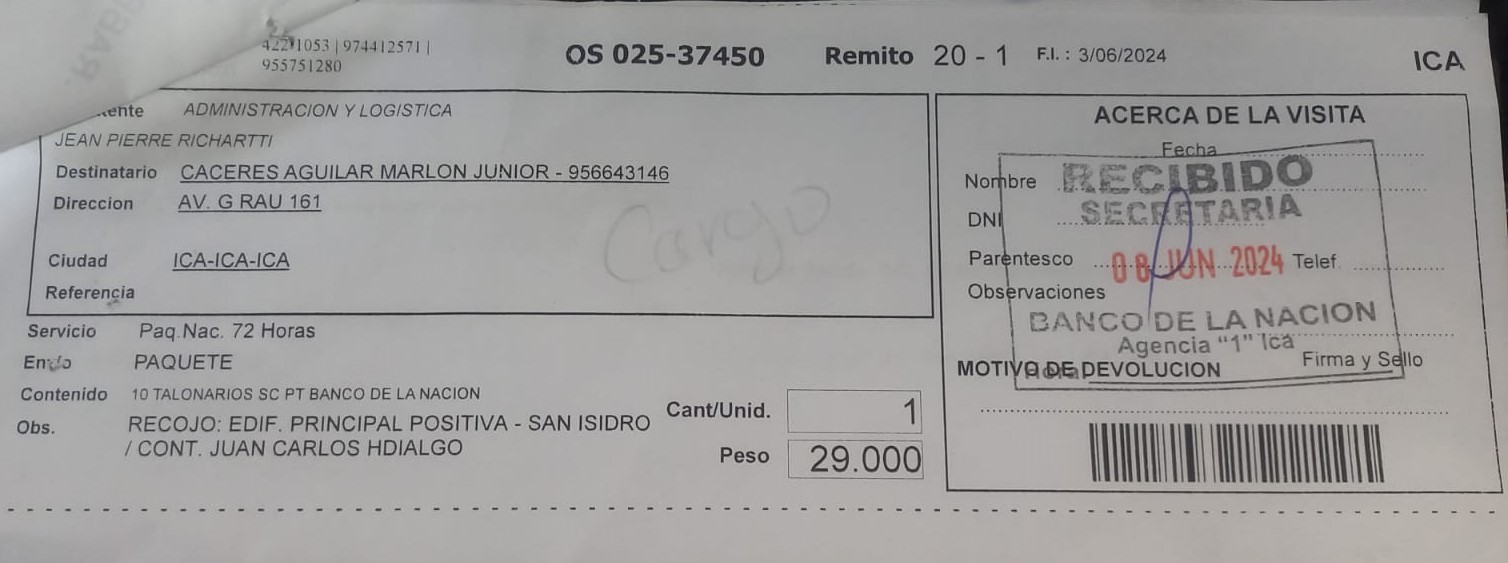 4221053 | 974412571 |
955751280
OS 025-37450 Remito 20 - 1 F.I. : 3/06/2024 ICA
ADMINISTRACION Y LOGISTICA
JEAN PIERRE RICHARTTI
Destinatario CACERES AGUILAR MARLON JUNIOR - 956643146
Direccion AV. G RAU 161
Cargo
Ciudad ICA-ICA-ICA
Referencia
Servicio Paq.Nac. 72 Horas
PAQUETE
Contenido 10 TALONARIOS SC PT BANCO DE LA NACION
Obs. RECOJO: EDIF. PRINCIPAL POSITIVA - SAN ISIDRO
/ CONT. JUAN CARLOS HDIALGO
Cant/Unid. 1
Peso 29.000
ACERCA DE LA VISITA
Fecha
Nombre
DNI
Parentesco Telef.
Observaciones
Firma y Sello
MOTIVO DE DEVOLUCION
RECIBIDO
SECRETARIA
08 JUN 2024
BANCO DE LA NACION
Agencia "1" Ica
Hora: